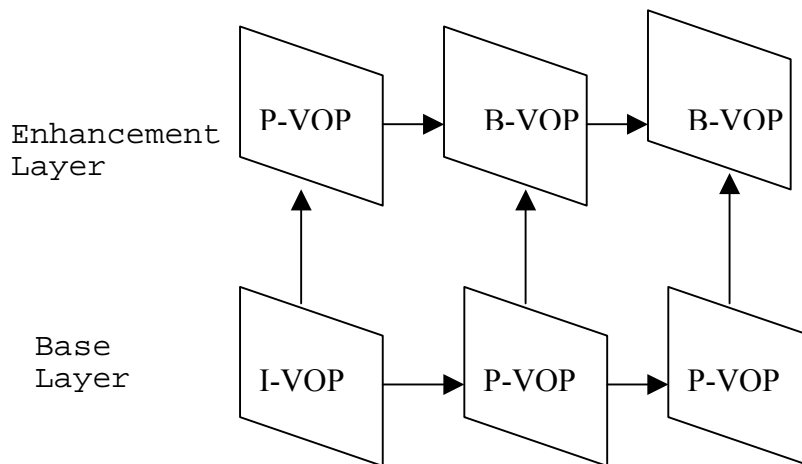 P-VOP
B-VOP
B-VOP
Enhancement
Layer
Base
Layer
I-VOP
P-VOP
P-VOP